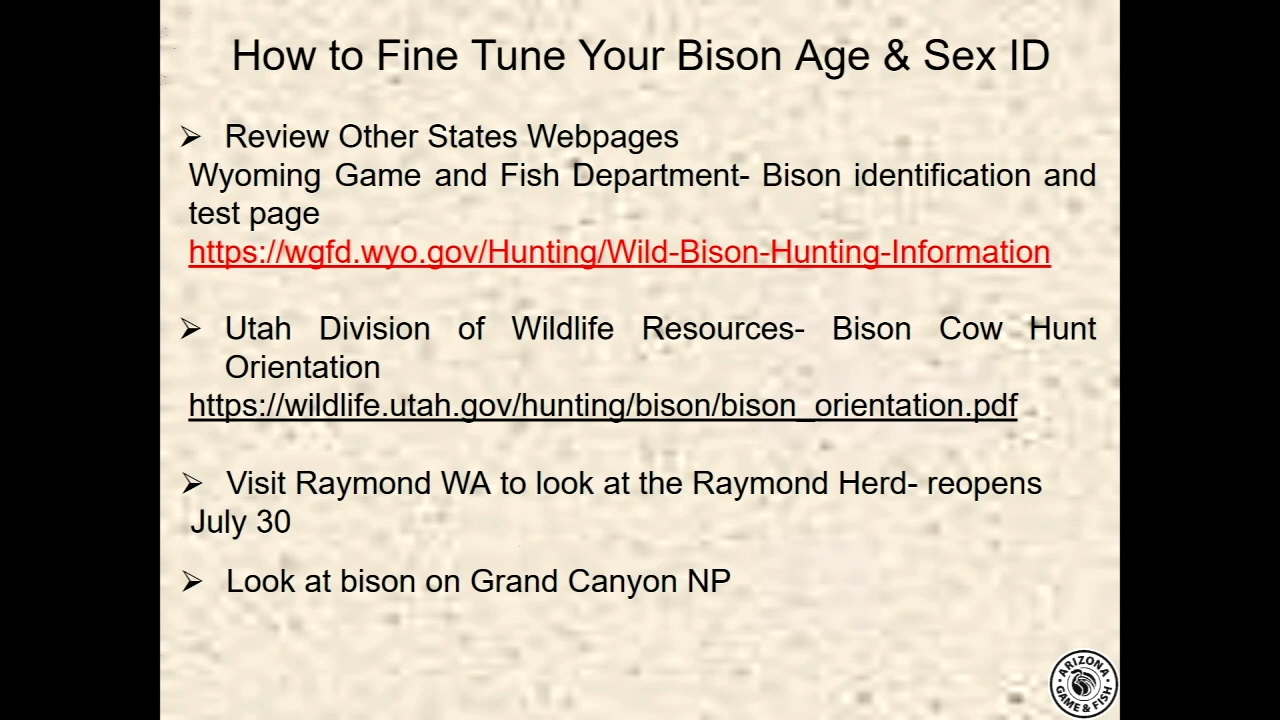 How to Fine Tune Your Bison Age & Sex ID
➢ Review Other States Webpages
Wyoming Game and Fish Department- Bison identification and
test page
https://wgfd.wyo.gov/Hunting/Wild-Bison-Hunting-Information
➢ Utah Division of Wildlife Resources- Bison Cow Hunt
Orientation
https://wildlife.utah.gov/hunting/bison/bison_orientation.pdf
➢ Visit Raymond WA to look at the Raymond Herd- reopens
July 30
➢ Look at bison on Grand Canyon NP
ARIZONA
GAME & FISH